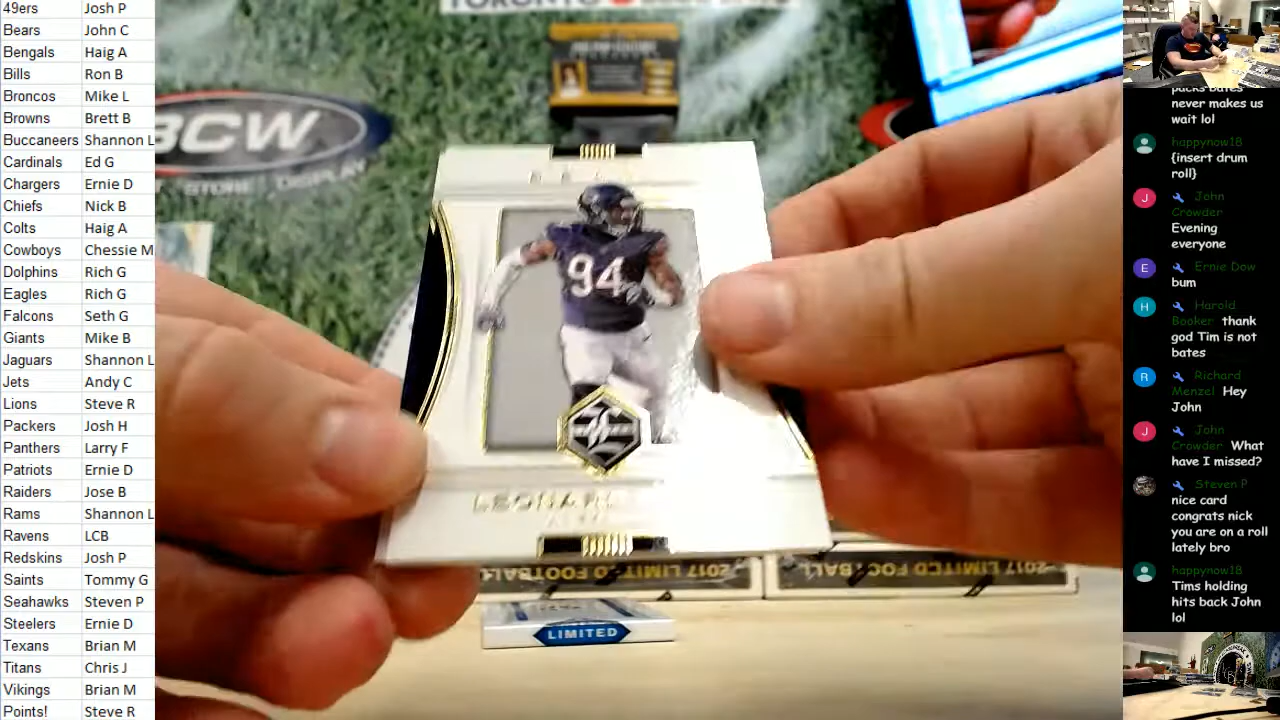 49ers Josh P
Bears John C
Bengals Haig A
Bills Ron B
Broncos Mike L
Browns Brett B
Buccaneers Shannon L
Cardinals Ed G
Chargers Ernie D
Chiefs Nick B
Colts Haig A
Cowboys Chessie M
Dolphins Rich G
Eagles Rich G
Falcons Seth G
Giants Mike B
Jaguars Shannon L
Jets Andy C
Lions Steve R
Packers Josh H
Panthers Larry F
Patriots Ernie D
Raiders Jose B
Rams Shannon L
Ravens LCB
Redskins Josh P
Saints Tommy G
Seahawks Steven P
Steelers Ernie D
Texans Brian M
Titans Chris J
Vikings Brian M
Points! Steve R
TORONTO
BCW
STORE DISPLAY
94
2017 LIMITED FOOTBALL
2017 LIMITED FOOTBALL
LIMITED
packs bates
never makes us
wait lol
happynow18
{insert drum
roll}
John
Crowder
Evening
everyone
Ernie Dow
bum
Harold
Booker thank
god Tim is not
bates
Richard
Menzel Hey
John
John
Crowder What
have I missed?
Steven P
nice card
congrats nick
you are on a roll
lately bro
happynow18
Tims holding
hits back John
lol